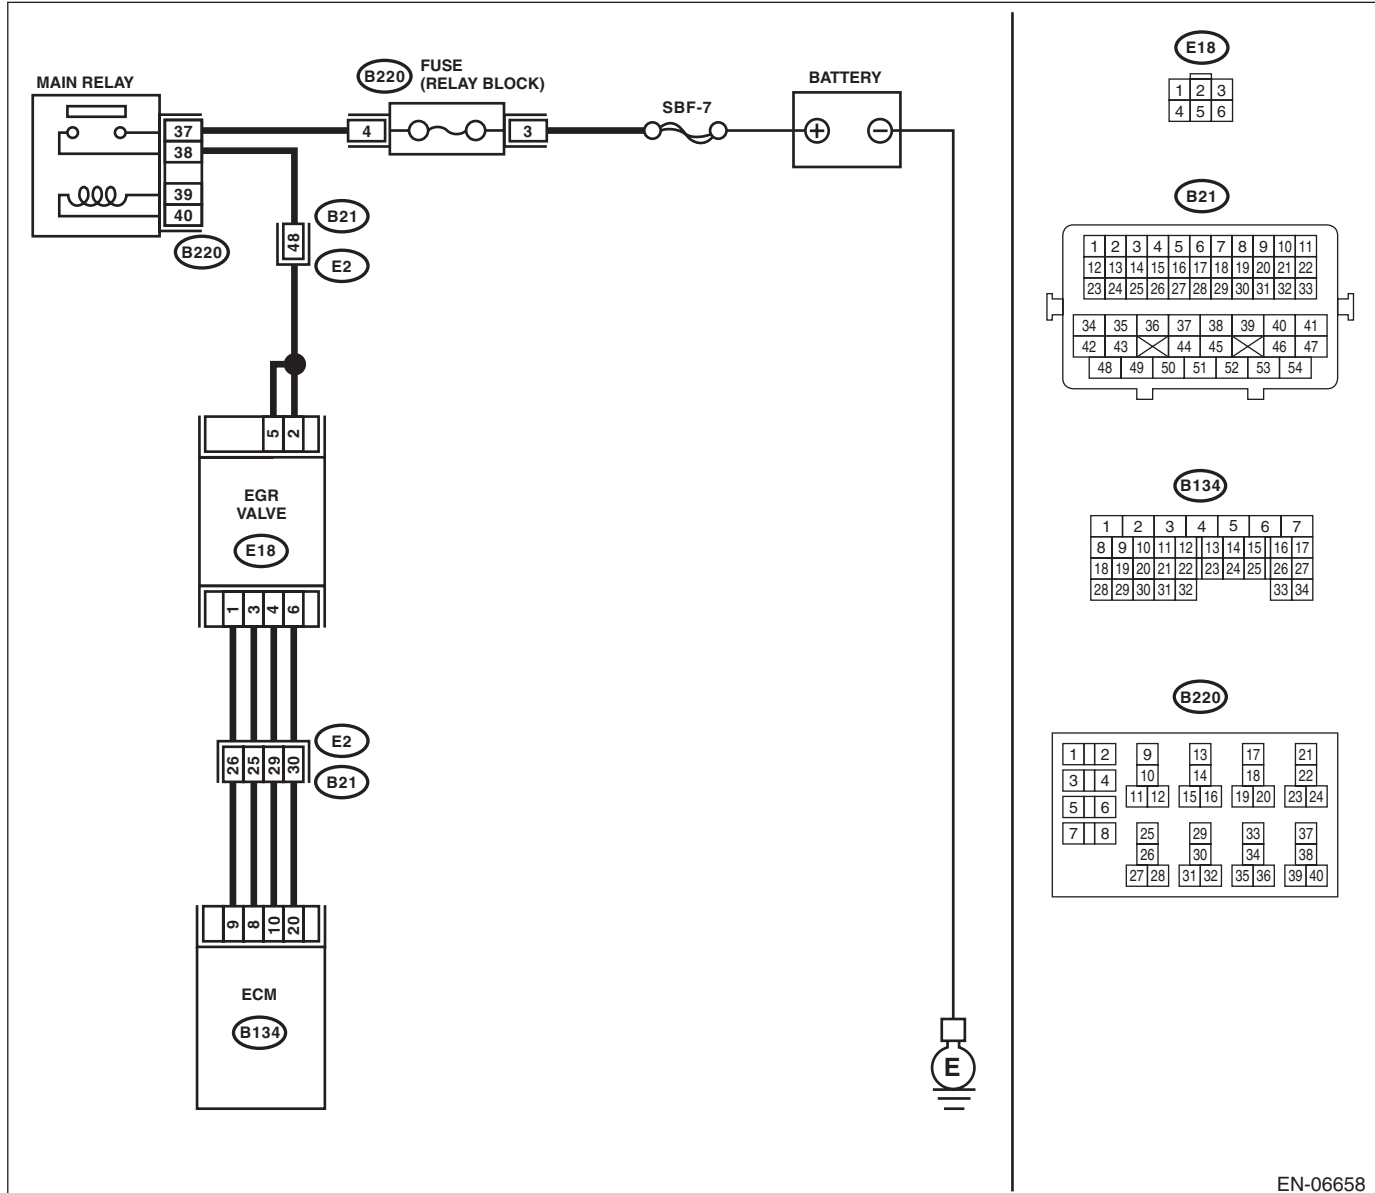 MAIN RELAY
B220
FUSE
(RELAY BLOCK)
SBF-7
BATTERY
37
38
39
40
4
3
+
−
B220
B21
48
E2
5 2
EGR
VALVE
E18
1 3 4 6
E2
26 25 29 30
B21
9 8 10 20
ECM
B134
E
E18
1 2 3
4 5 6
B21
1 2 3 4 5 6 7 8 9 10 11
12 13 14 15 16 17 18 19 20 21 22
23 24 25 26 27 28 29 30 31 32 33
34 35 36 37 38 39 40 41
42 43 44 45 46 47
48 49 50 51 52 53 54
B134
1 2 3 4 5 6 7
8 9 10 11 12 13 14 15 16 17
18 19 20 21 22 23 24 25 26 27
28 29 30 31 32 33 34
B220
1 2 9 13 17 21
3 4 10 14 18 22
5 6 11 12 15 16 19 20 23 24
7 8 25 29 33 37
26 30 34 38
27 28 31 32 35 36 39 40
EN-06658